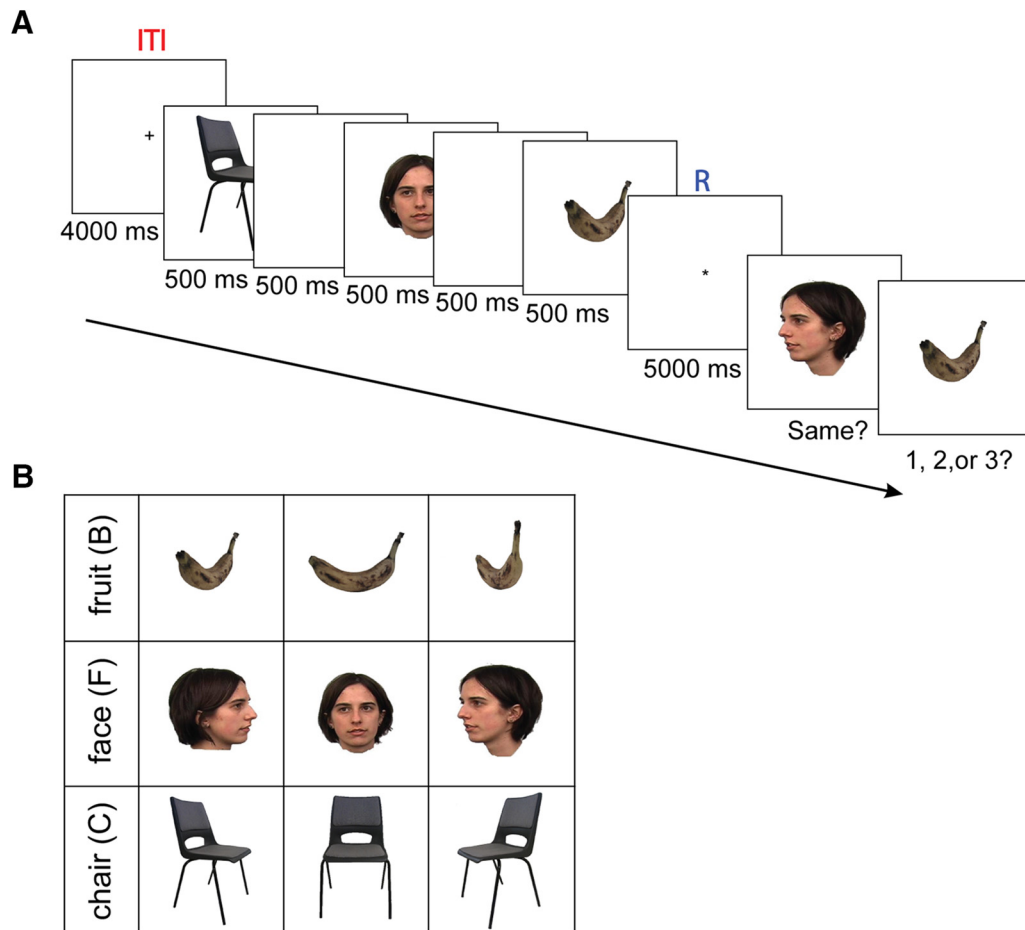 A
ITI
+
4000 ms
500 ms
500 ms
500 ms
500 ms
500 ms
R
*
5000 ms
Same?
1, 2,or 3?
B
fruit (B)
face (F)
chair (C)